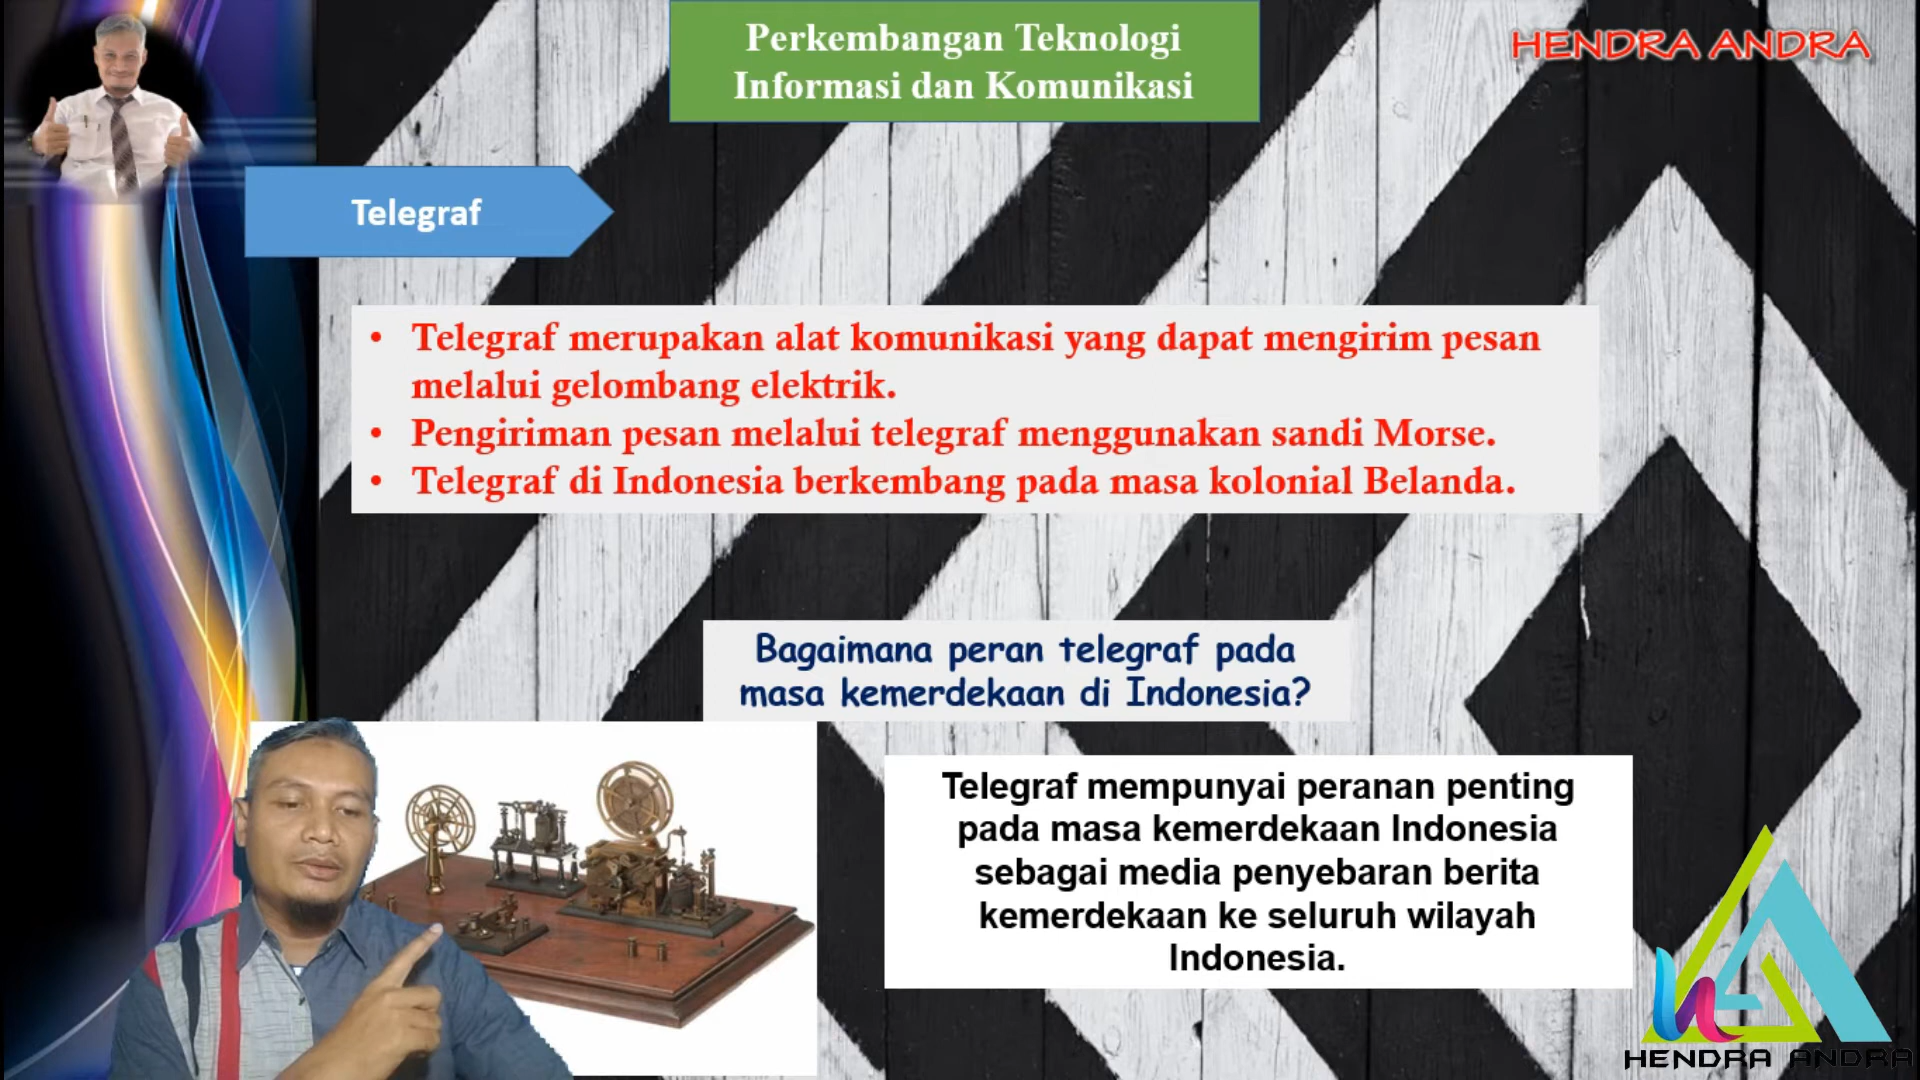 Perkembangan Teknologi
Informasi dan Komunikasi
HENDRA ANDRA
Telegraf
• Telegraf merupakan alat komunikasi yang dapat mengirim pesan
melalui gelombang elektrik.
• Pengiriman pesan melalui telegraf menggunakan sandi Morse.
• Telegraf di Indonesia berkembang pada masa kolonial Belanda.
Bagaimana peran telegraf pada
masa kemerdekaan di Indonesia?
Telegraf mempunyai peranan penting
pada masa kemerdekaan Indonesia
sebagai media penyebaran berita
kemerdekaan ke seluruh wilayah
Indonesia.
HENDRA ANDRA